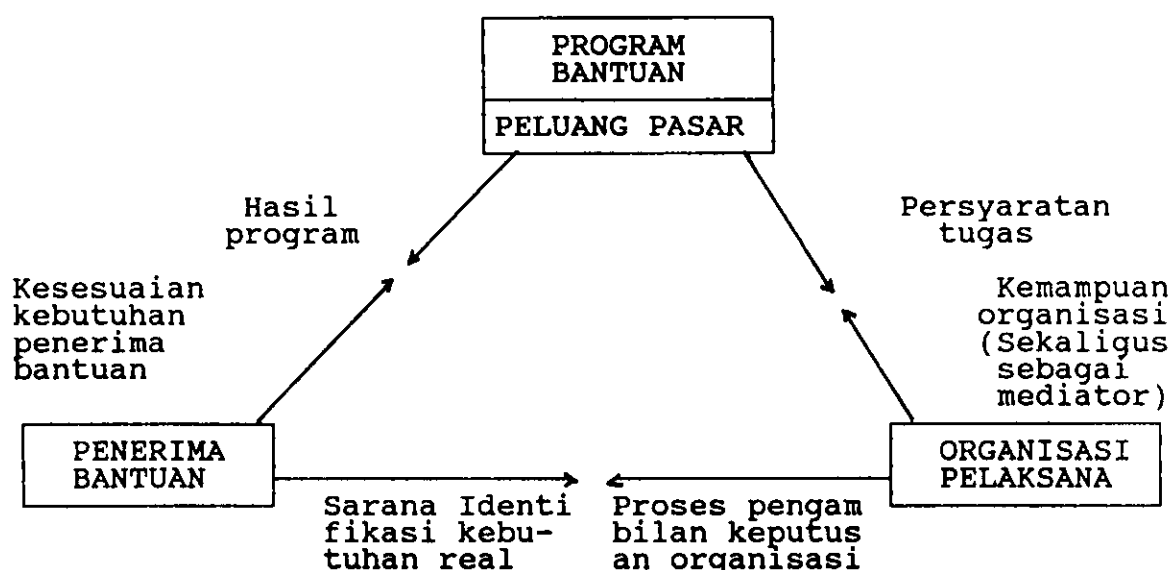 PROGRAM
BANTUAN
PELUANG PASAR
Hasil
program
Persyaratan
tugas
Kesesuaian
kebutuhan
penerima
bantuan
Kemampuan
organisasi
(Sekaligus
sebagai
mediator)
PENERIMA
BANTUAN
ORGANISASI
PELAKSANA
Sarana Identi
fikasi kebu-
tuhan real
Proses pengam
bilan keputus
an organisasi